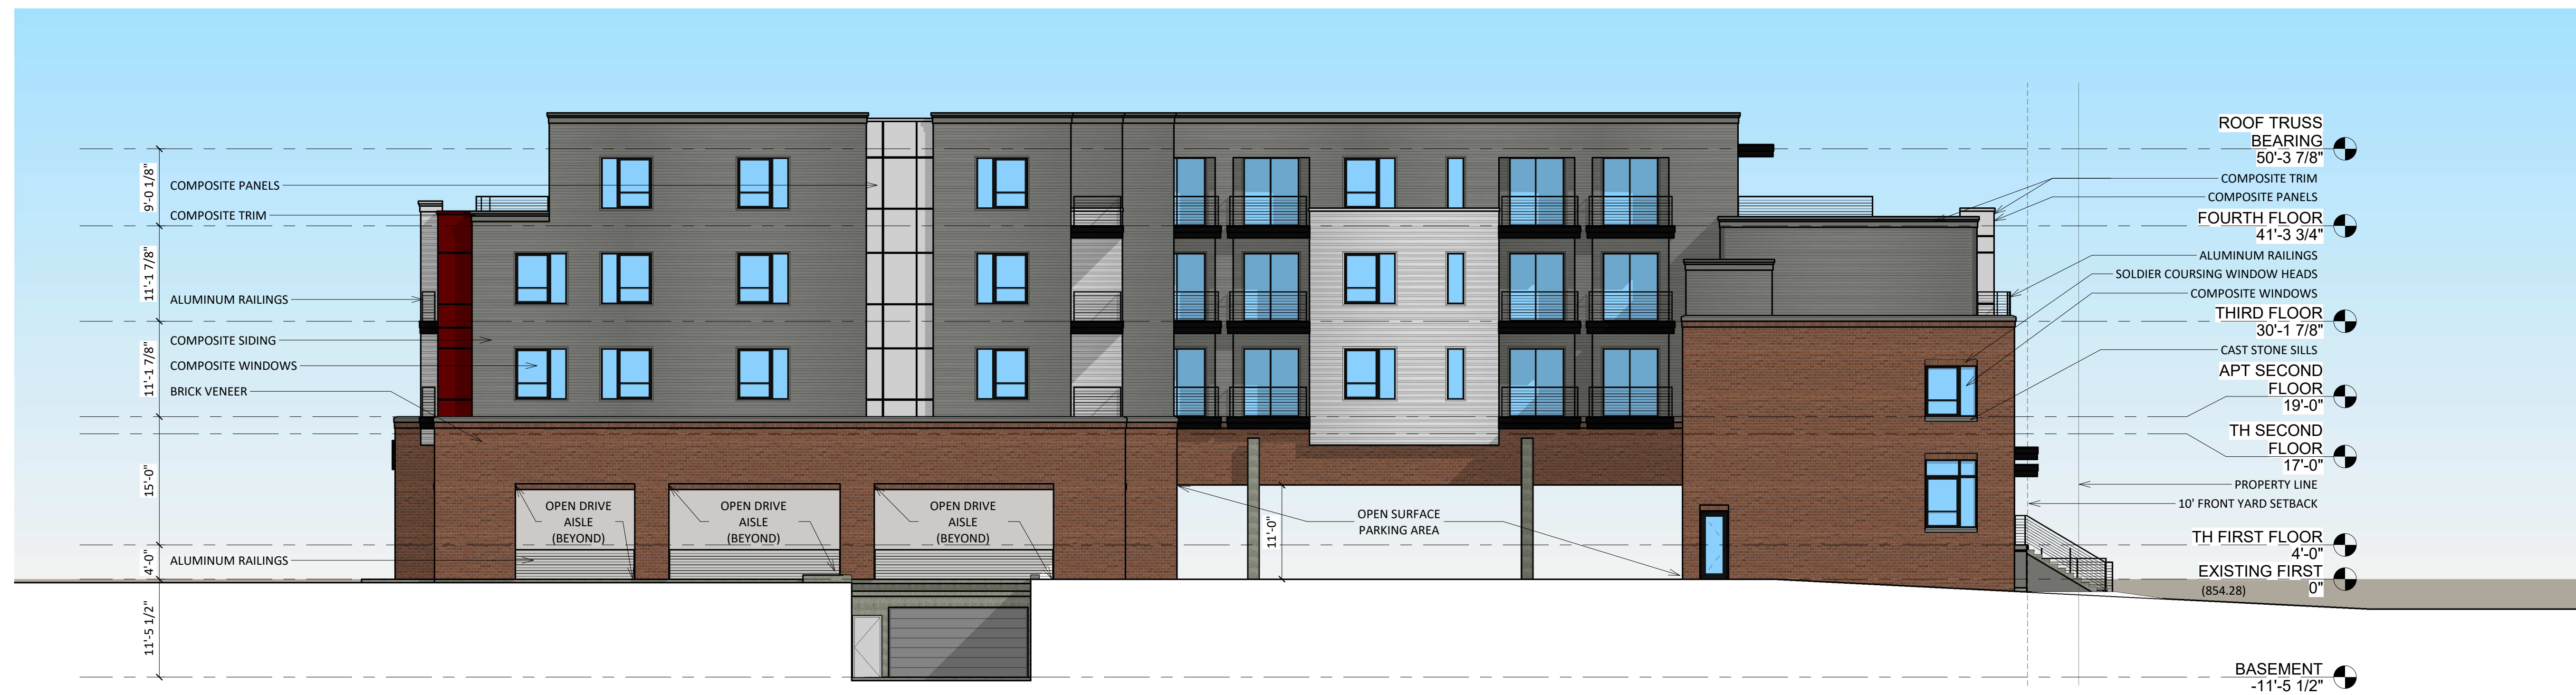 9'-0 1/8"
11'-1 7/8"
11'-1 7/8"
15'-0"
4'-0"
11'-5 1/2"
COMPOSITE PANELS
COMPOSITE TRIM
ALUMINUM RAILINGS
COMPOSITE SIDING
COMPOSITE WINDOWS
BRICK VENEER
ALUMINUM RAILINGS
OPEN DRIVE
AISLE
(BEYOND)
OPEN DRIVE
AISLE
(BEYOND)
OPEN DRIVE
AISLE
(BEYOND)
11'-0"
OPEN SURFACE
PARKING AREA
ROOF TRUSS
BEARING
50'-3 7/8"
COMPOSITE TRIM
COMPOSITE PANELS
FOURTH FLOOR
41'-3 3/4"
ALUMINUM RAILINGS
SOLDIER COURSING WINDOW HEADS
COMPOSITE WINDOWS
THIRD FLOOR
30'-1 7/8"
CAST STONE SILLS
APT SECOND
FLOOR
19'-0"
TH SECOND
FLOOR
17'-0"
PROPERTY LINE
10' FRONT YARD SETBACK
TH FIRST FLOOR
4'-0"
EXISTING FIRST
(854.28) 0"
BASEMENT
-11'-5 1/2"